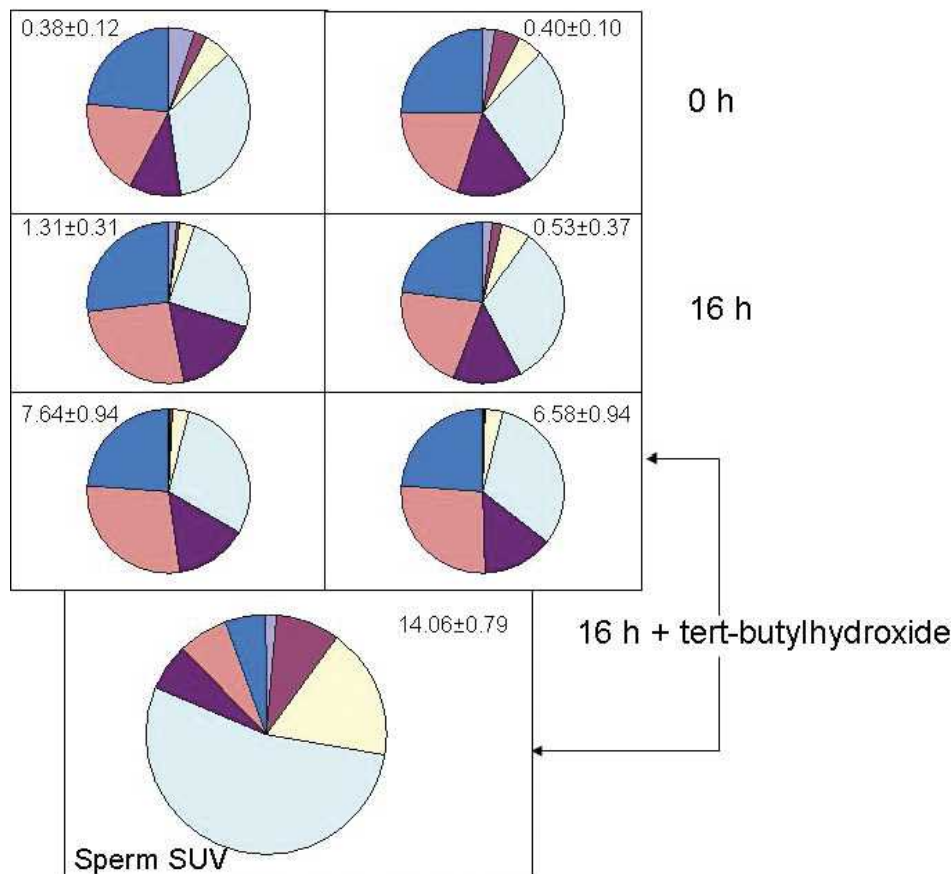 0.38±0.12
0.40±0.10
0 h
1.31±0.31
0.53±0.37
16 h
7.64±0.94
6.58±0.94
14.06±0.79
16 h + tert-butylhydroxide
Sperm SUV